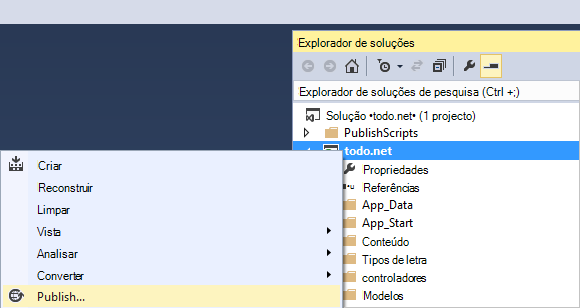 Explorador de soluções
Explorador de soluções de pesquisa (Ctrl +;)
Solução •todo.net• (1 projecto)
PublishScripts
todo.net
Propriedades
Referências
App_Data
App_Start
Conteúdo
Tipos de letra
controladores
Modelos
Criar
Reconstruir
Limpar
Vista
Analisar
Converter
Publish...